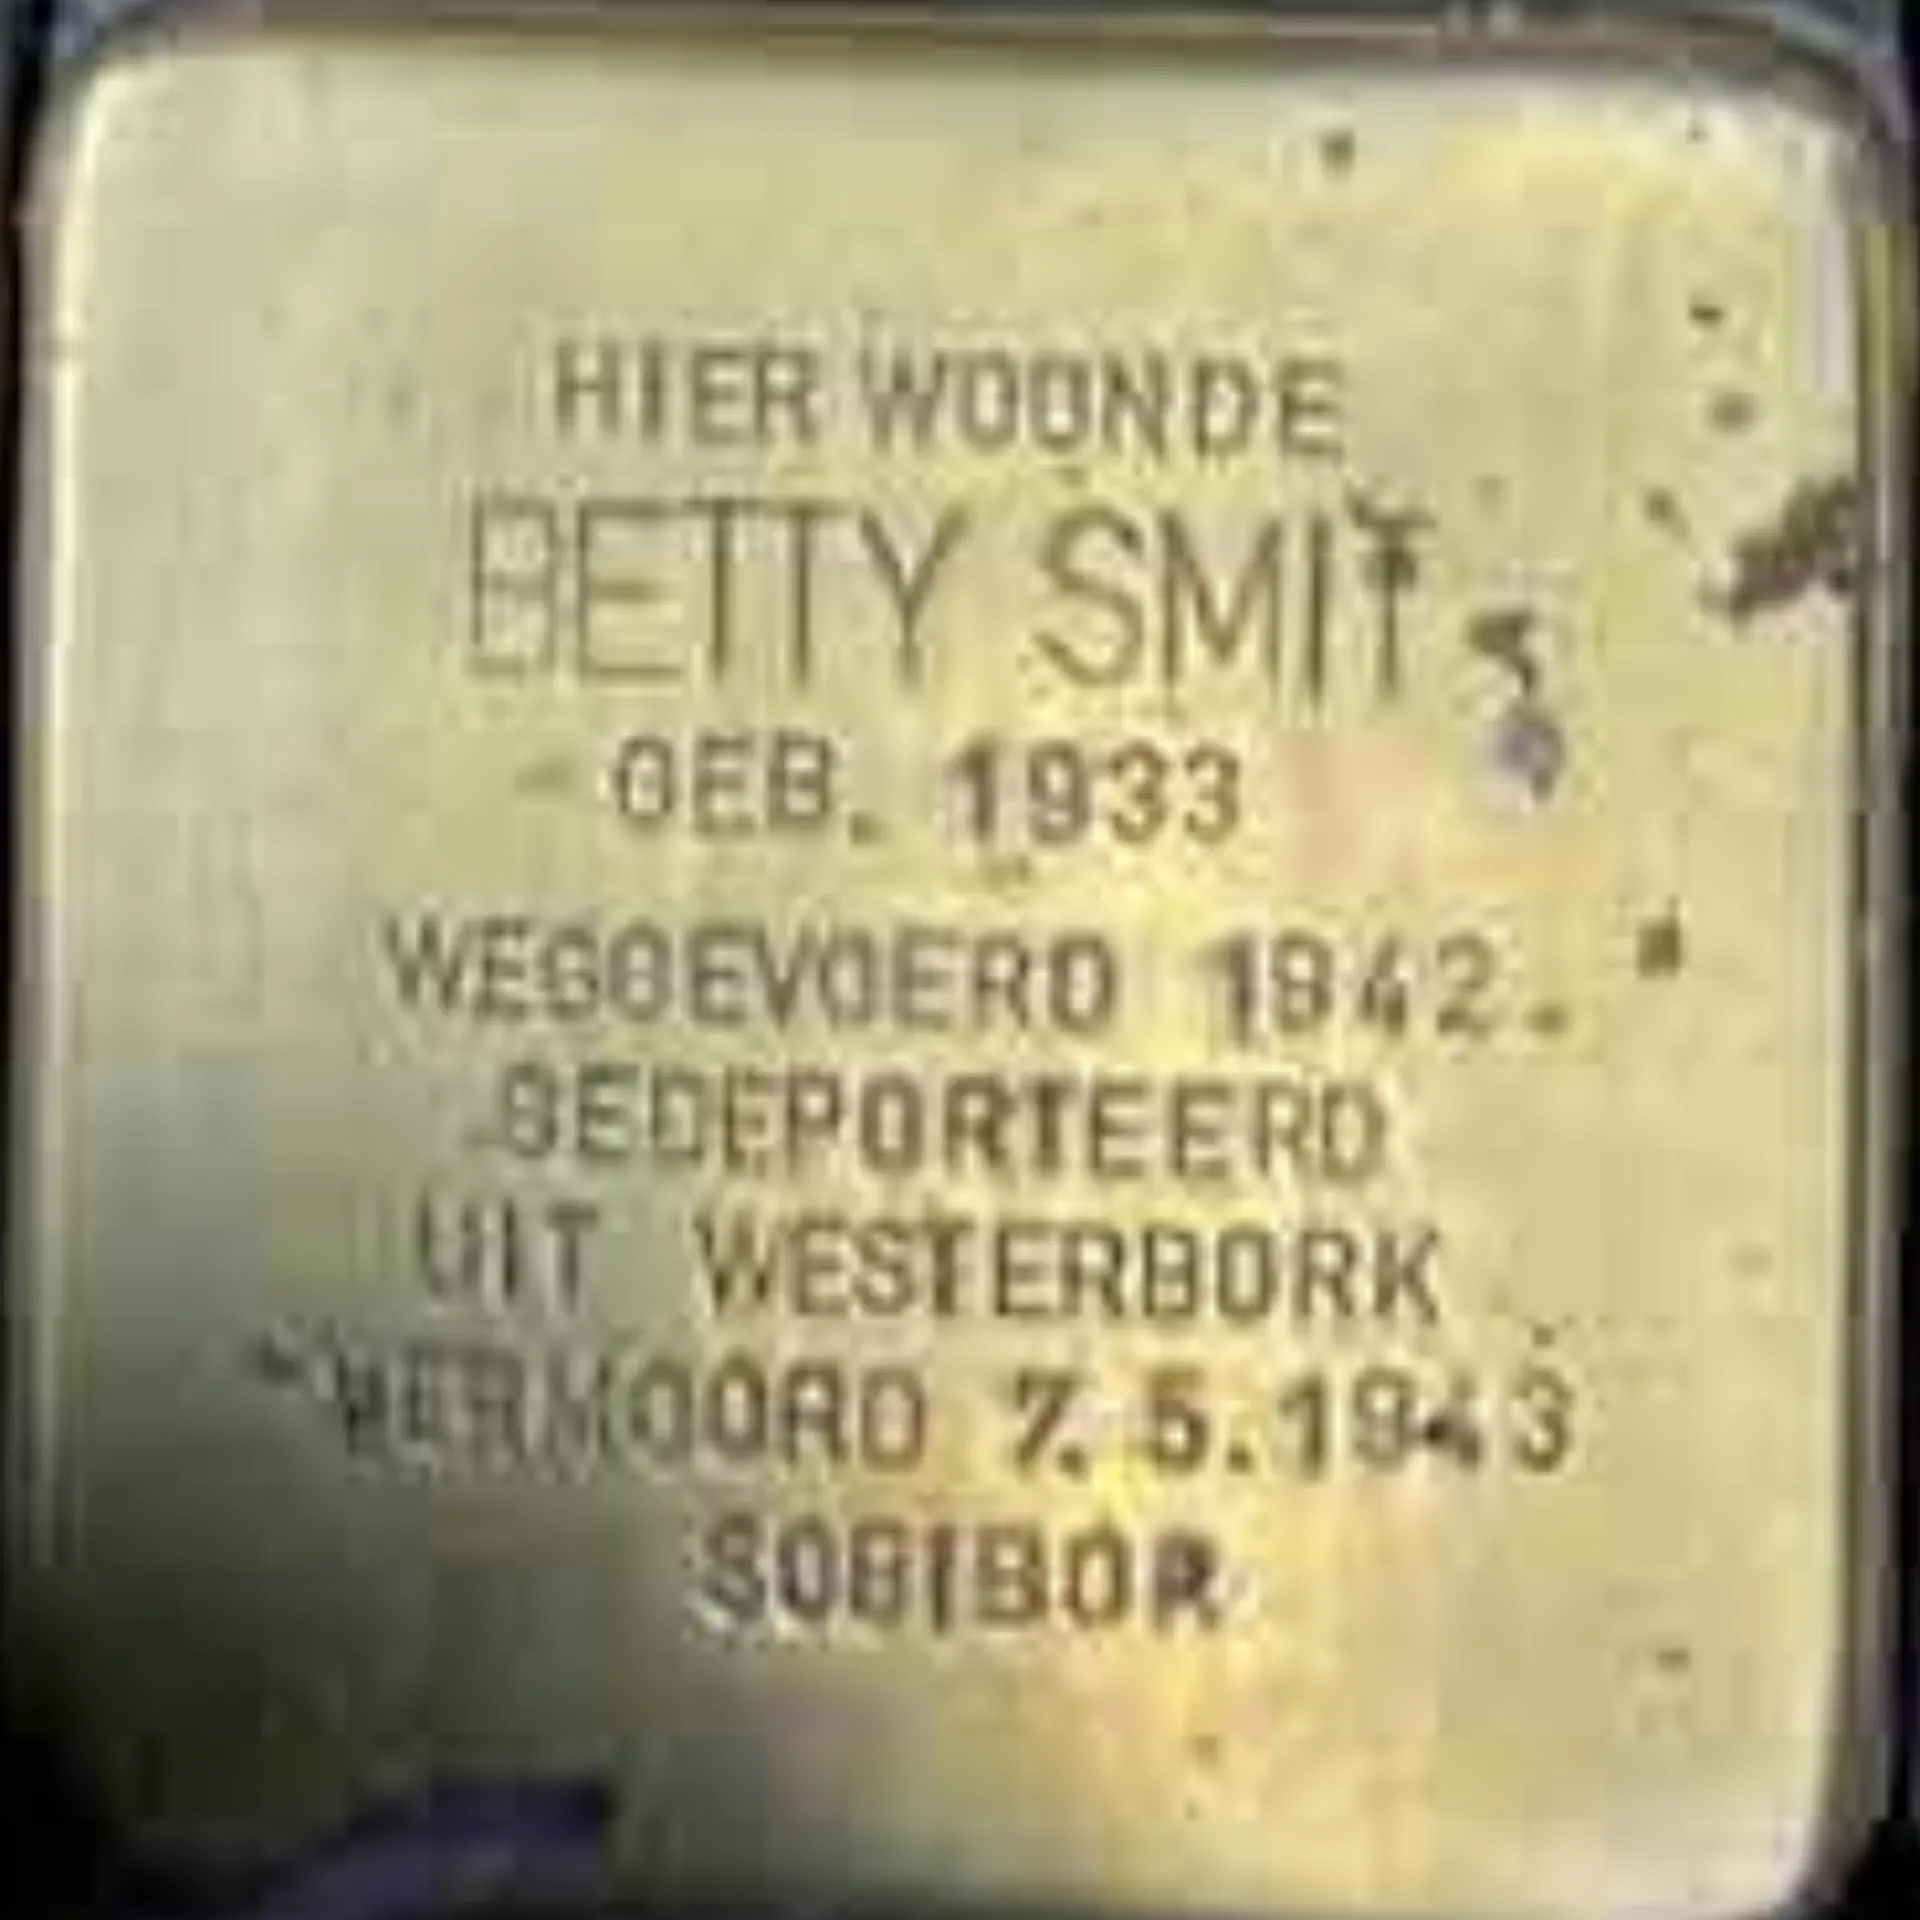 HIER WOONDE
BETTY SMIT
GEB. 1933
WEGGEVOERD 1942.
GEDEPORTEERD
UIT WESTERBORK
VERMOORD 7.5.1943
SOBIBOR